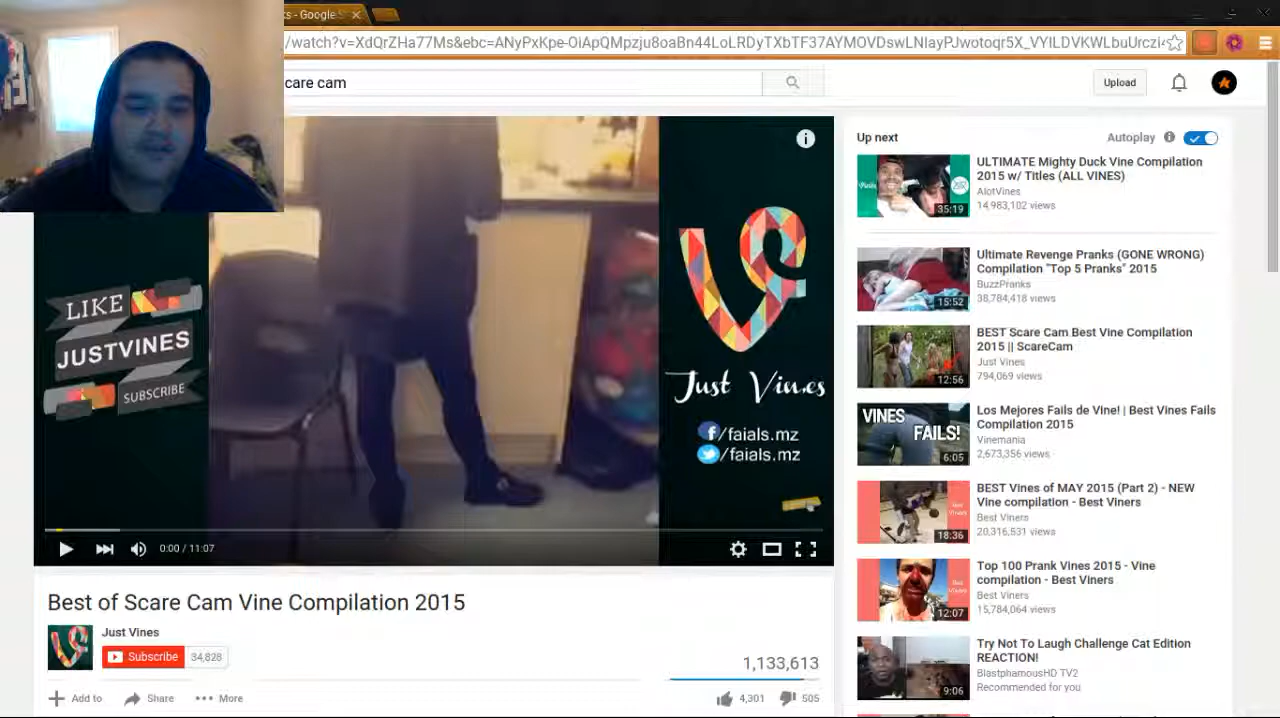 ks - Google S
/watch?v=XdQrZHa77Ms&ebc=ANyPxKpe-OiApQMpzju8oaBn44LoLRDyTXbTF37AYMOVDswLNIayPJwotoqr5X_VYILDVKWLbuUrczi
care cam
Upload
LIKE
JUSTVINES
SUBSCRIBE
Just Vines
/faials.mz
/faials.mz
0:00 / 11:07
Best of Scare Cam Vine Compilation 2015
Just Vines
Subscribe 34,828
1,133,613
Add to Share More 4,301 505
Up next Autoplay
ULTIMATE Mighty Duck Vine Compilation
2015 w/ Titles (ALL VINES)
AlotVines
14,983,102 views
35:19
Ultimate Revenge Pranks (GONE WRONG)
Compilation "Top 5 Pranks" 2015
BuzzPranks
38,784,418 views
15:52
BEST Scare Cam Best Vine Compilation
2015 || ScareCam
Just Vines
794,069 views
12:56
Los Mejores Fails de Vine! | Best Vines Fails
Compilation 2015
Vinemania
2,673,356 views
VINES
FAILS!
6:05
BEST Vines of MAY 2015 (Part 2) - NEW
Vine compilation - Best Viners
Best Viners
20,316,531 views
18:36
Top 100 Prank Vines 2015 - Vine
compilation - Best Viners
Best Viners
15,784,064 views
12:07
Try Not To Laugh Challenge Cat Edition
REACTION!
BlastphamousHD TV2
Recommended for you
9:06